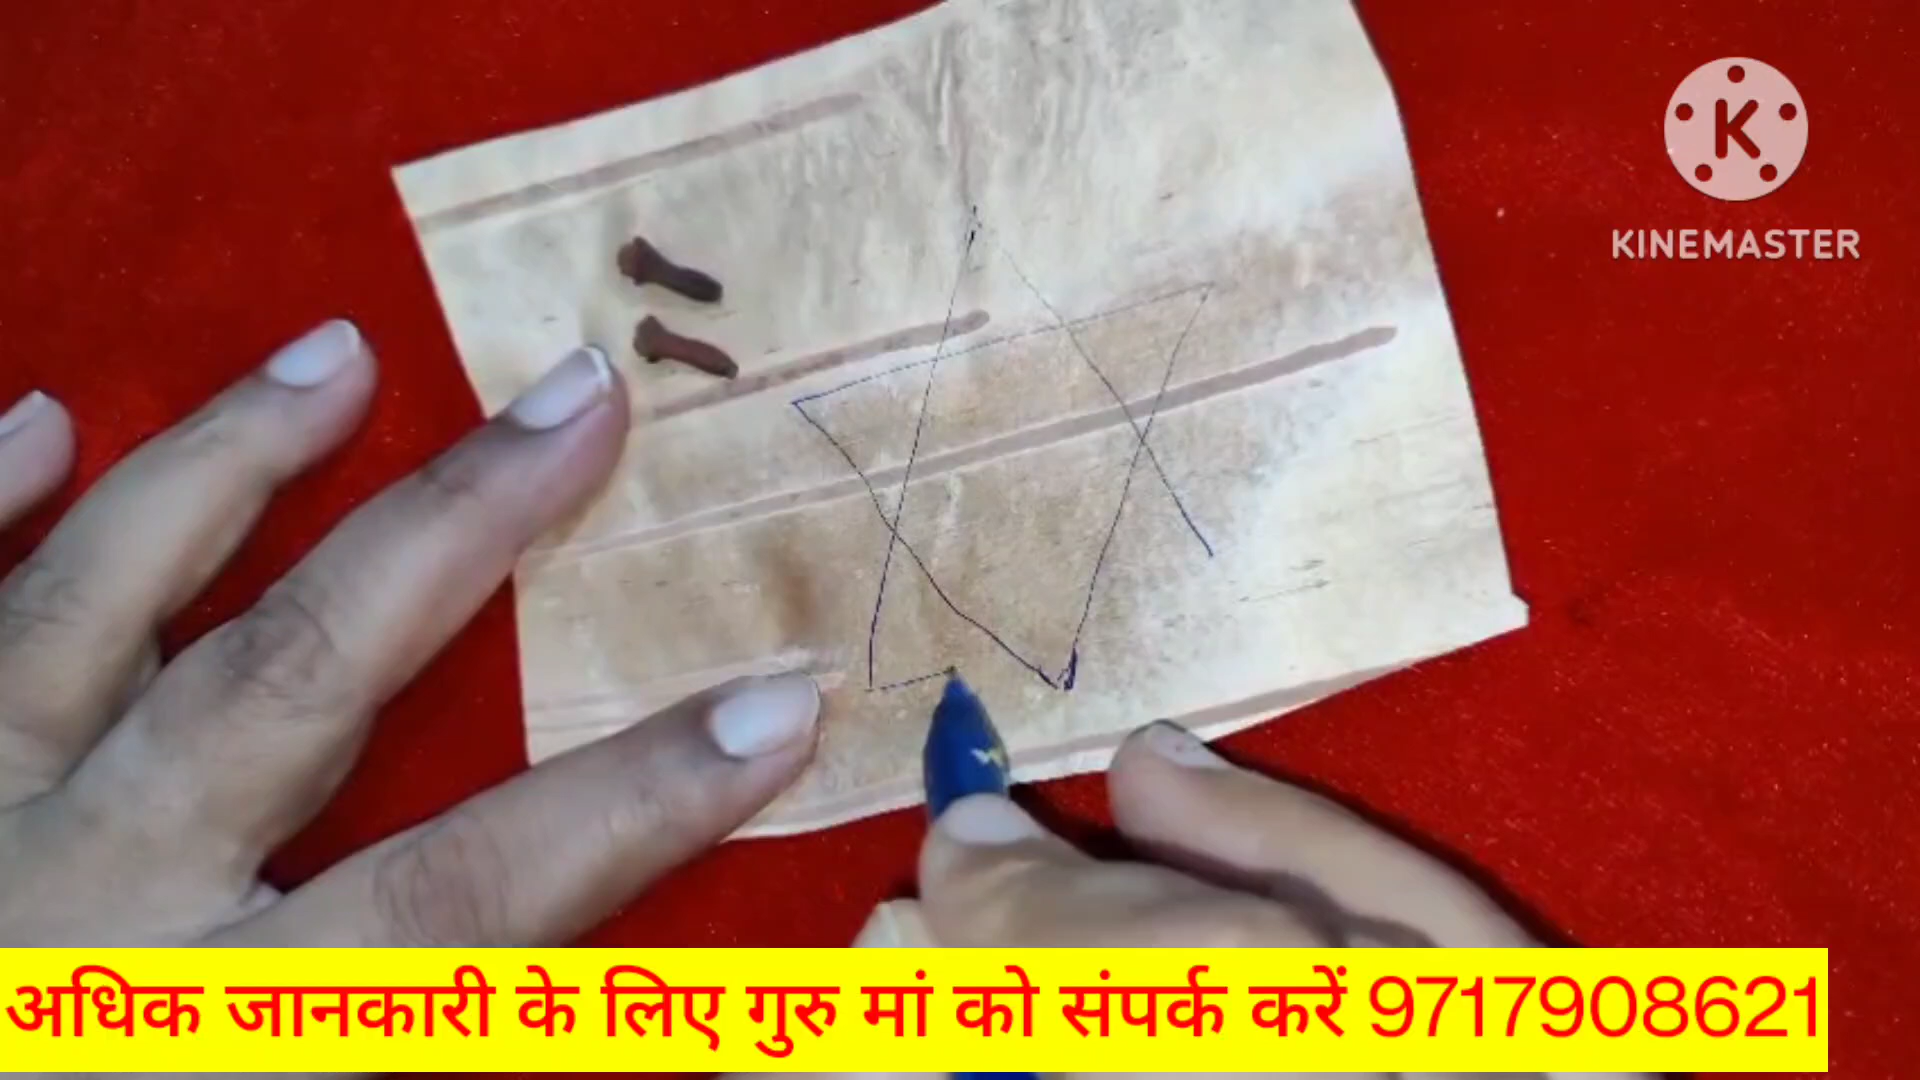 K
KINEMASTER
अधिक जानकारी के लिए गुरु मां को संपर्क करें 9717908621